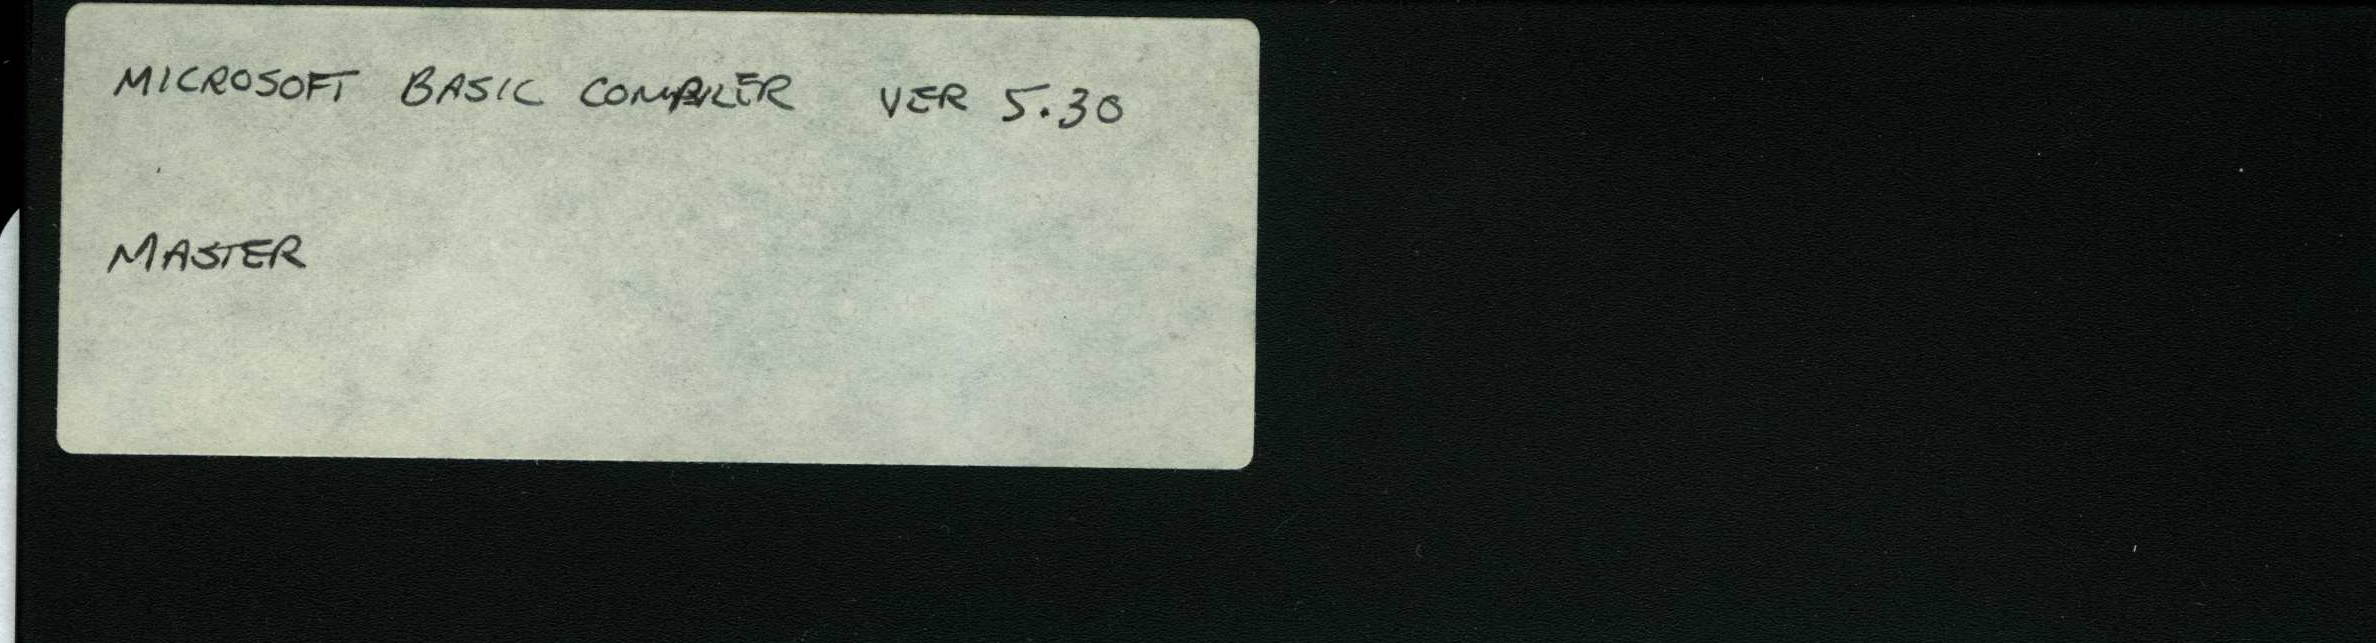 MICROSOFT BASIC COMPILER VER 5.30
MASTER